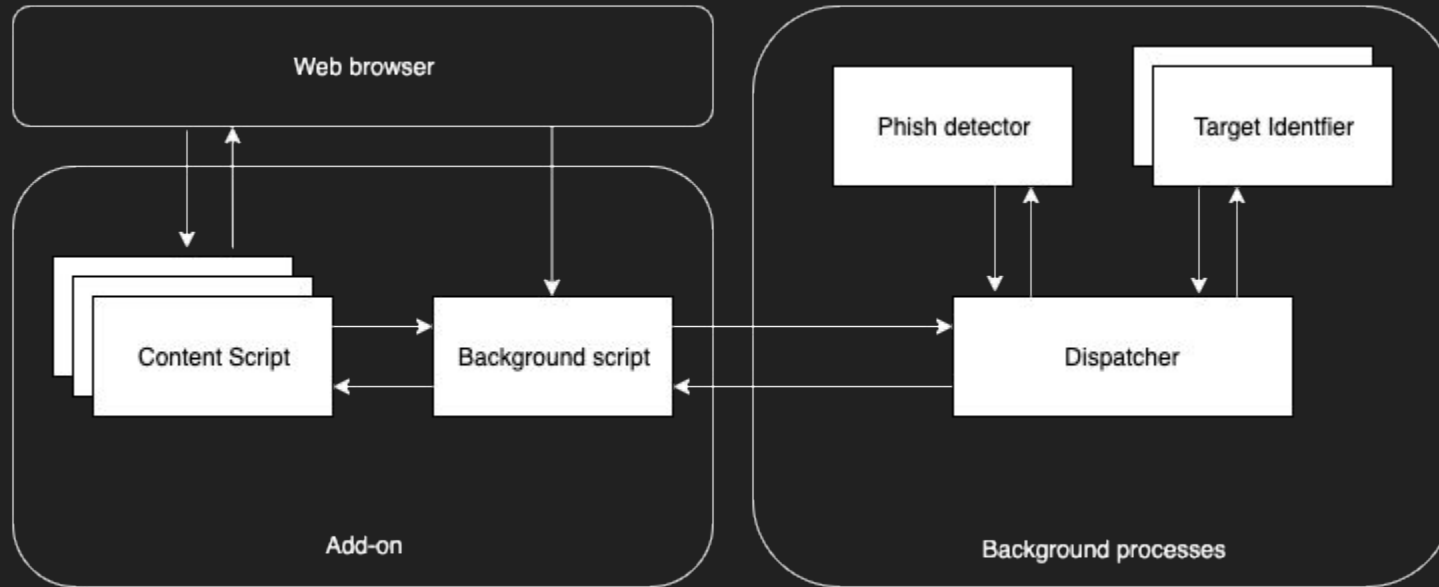 Web browser
Phish detector
Target Identfier
Content Script
Background script
Dispatcher
Add-on
Background processes